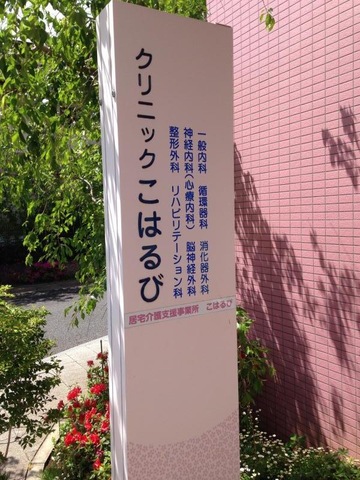 クリニックこはるび
一般内科 循環器科 消化器外科
神経内科(心療内科) 脳神経外科
整形外科 リハビリテーション科
居宅介護支援事業所 こはるび